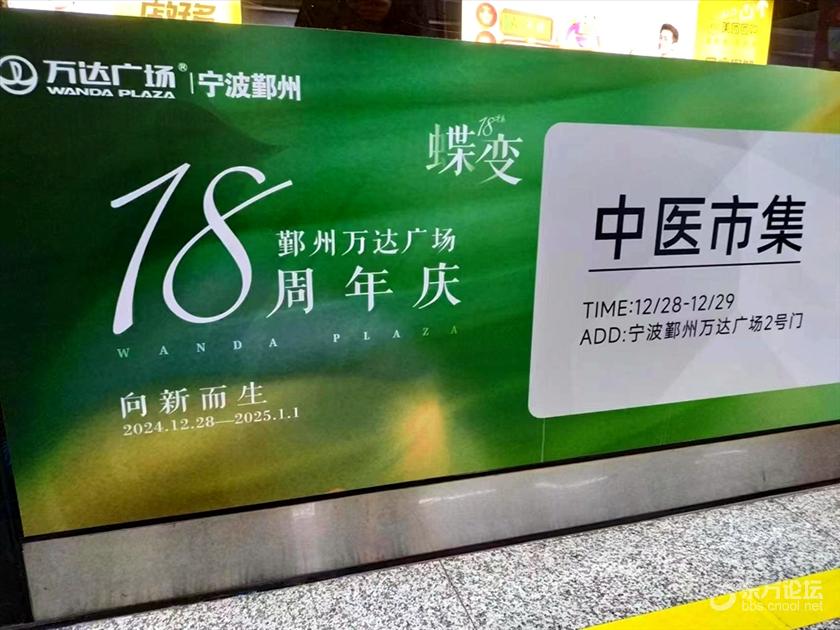 万达广场® | 宁波鄞州
WANDA PLAZA
18
蝶变
18
鄞州万达广场
周年庆
WANDA PLAZA
向新而生
2024.12.28—2025.1.1
中医市集
TIME:12/28-12/29
ADD:宁波鄞州万达广场2号门
东方论坛
bbs.cnool.net